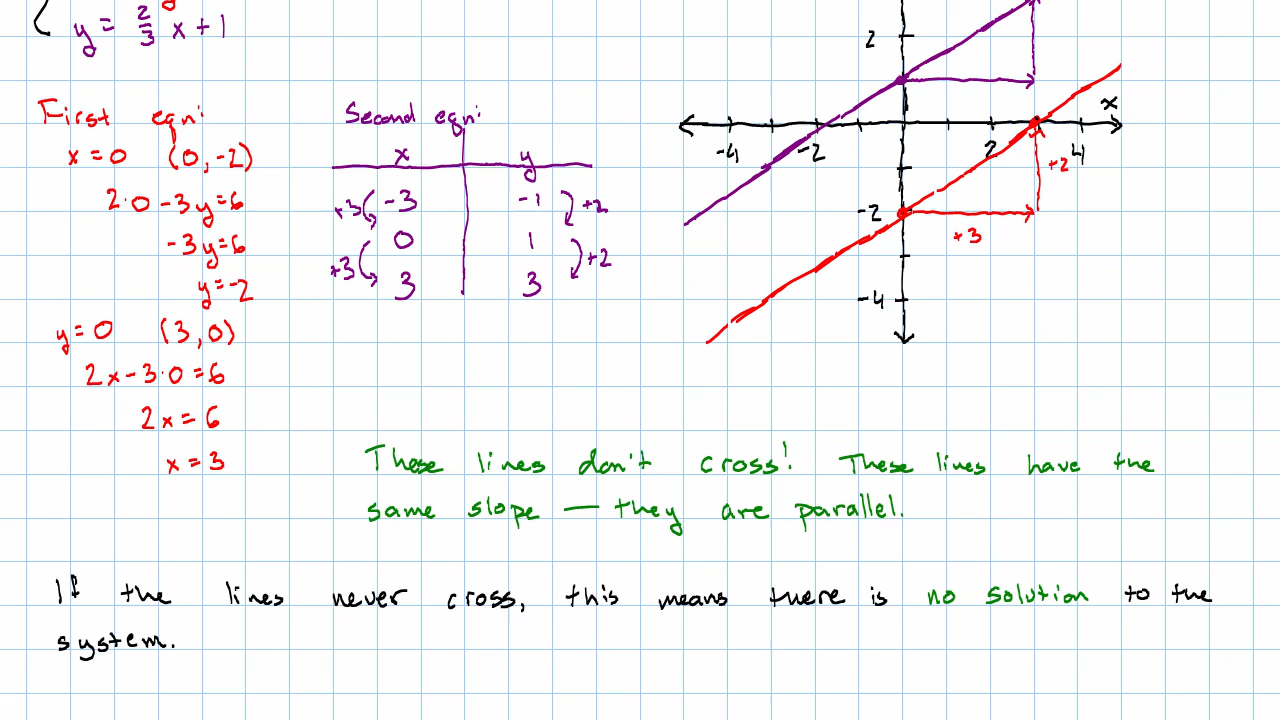 y = 2/3 x + 1
First eqn:
x = 0 (0, -2)
2·0 - 3y = 6
-3y = 6
y = -2
y = 0 (3, 0)
2x - 3·0 = 6
2x = 6
x = 3
Second eqn:
x y
+3 -3 -1 +2
0 1
+3 +2
3 3
2
x
-4 -2 2 4
+2
-2
+3
-4
These lines don't cross! These lines have the
same slope — they are parallel.
If the lines never cross, this means there is no solution to the
system.